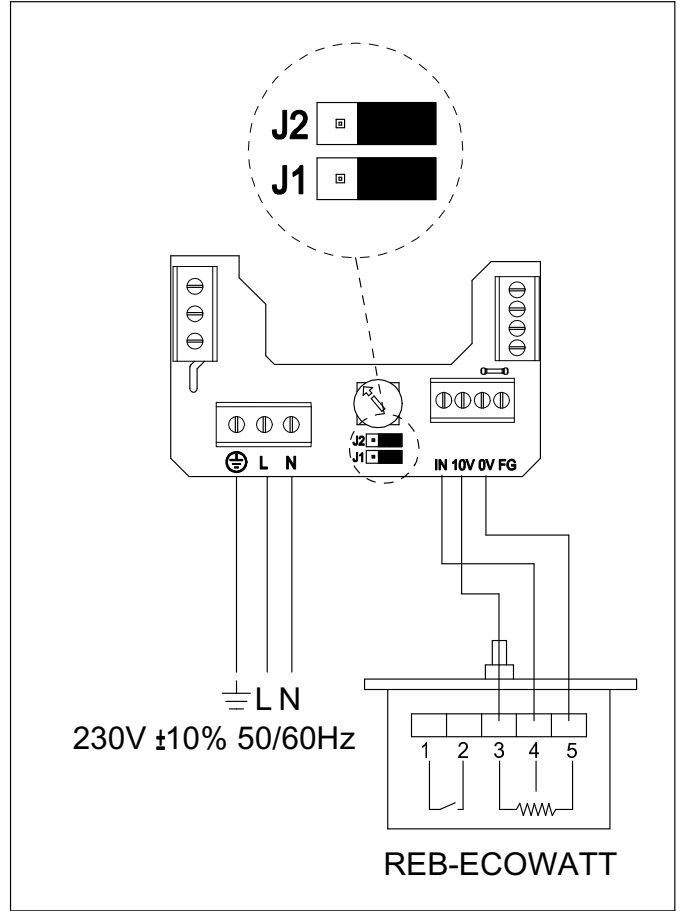 J2
J1
J2
J1
L N
IN 10V 0V FG
L N
230V ±10% 50/60Hz
1 2 3 4 5
REB-ECOWATT